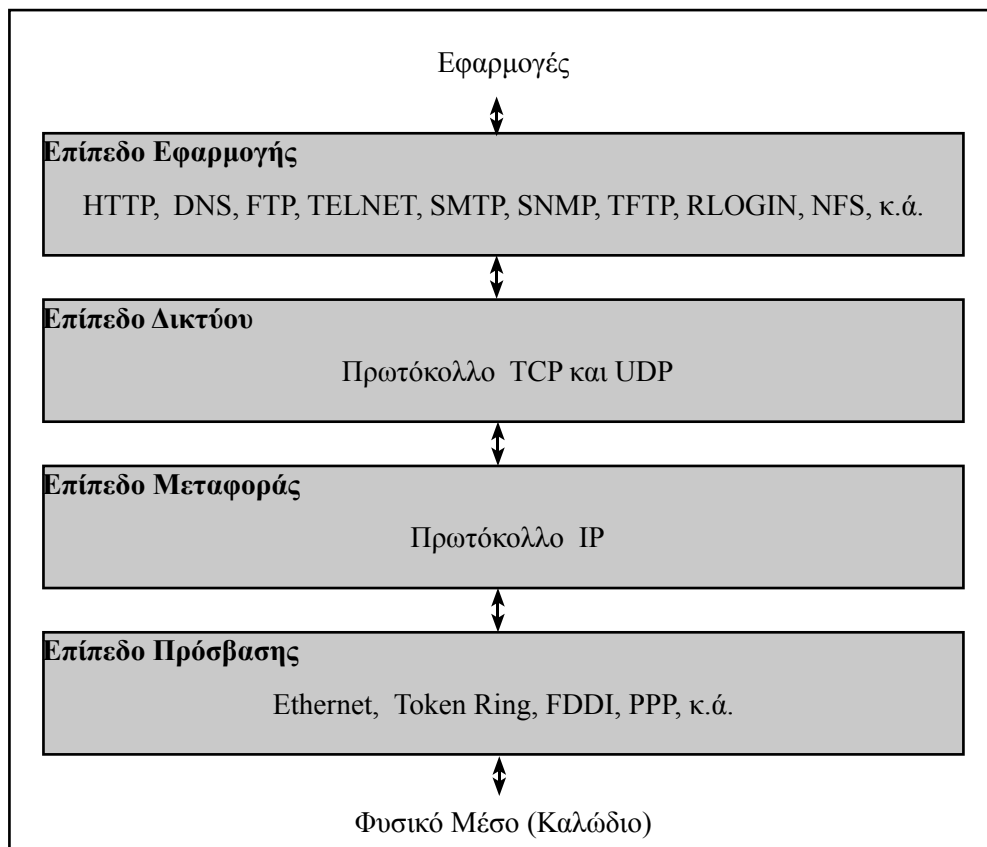 Εφαρμογές
Επίπεδο Εφαρμογής
HTTP, DNS, FTP, TELNET, SMTP, SNMP, TFTP, RLOGIN, NFS, κ.ά.
Επίπεδο Δικτύου
Πρωτόκολλο TCP και UDP
Επίπεδο Μεταφοράς
Πρωτόκολλο IP
Επίπεδο Πρόσβασης
Ethernet, Token Ring, FDDI, PPP, κ.ά.
Φυσικό Μέσο (Καλώδιο)